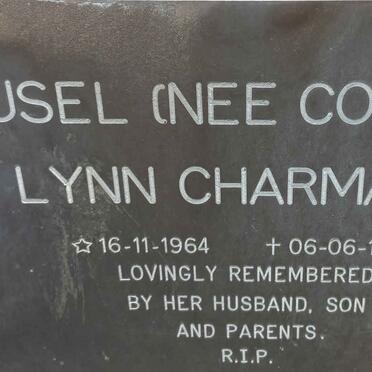 USEL (NEE CO
LYNN CHARMA
☆ 16-11-1964 † 06-06-1
LOVINGLY REMEMBERED
BY HER HUSBAND, SON
AND PARENTS.
R.I.P.